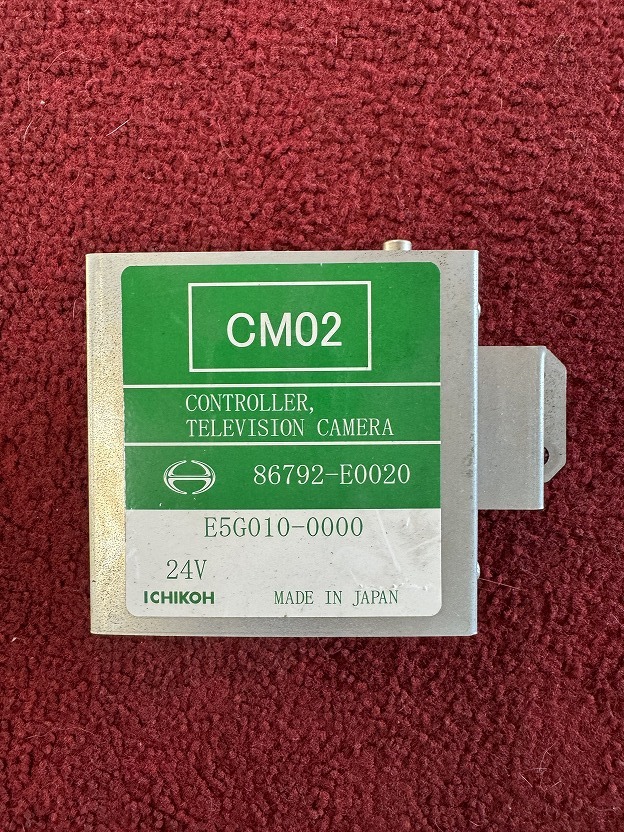 CM02
CONTROLLER,
TELEVISION CAMERA
86792-E0020
E5G010-0000
24V
ICHIKOH
MADE IN JAPAN